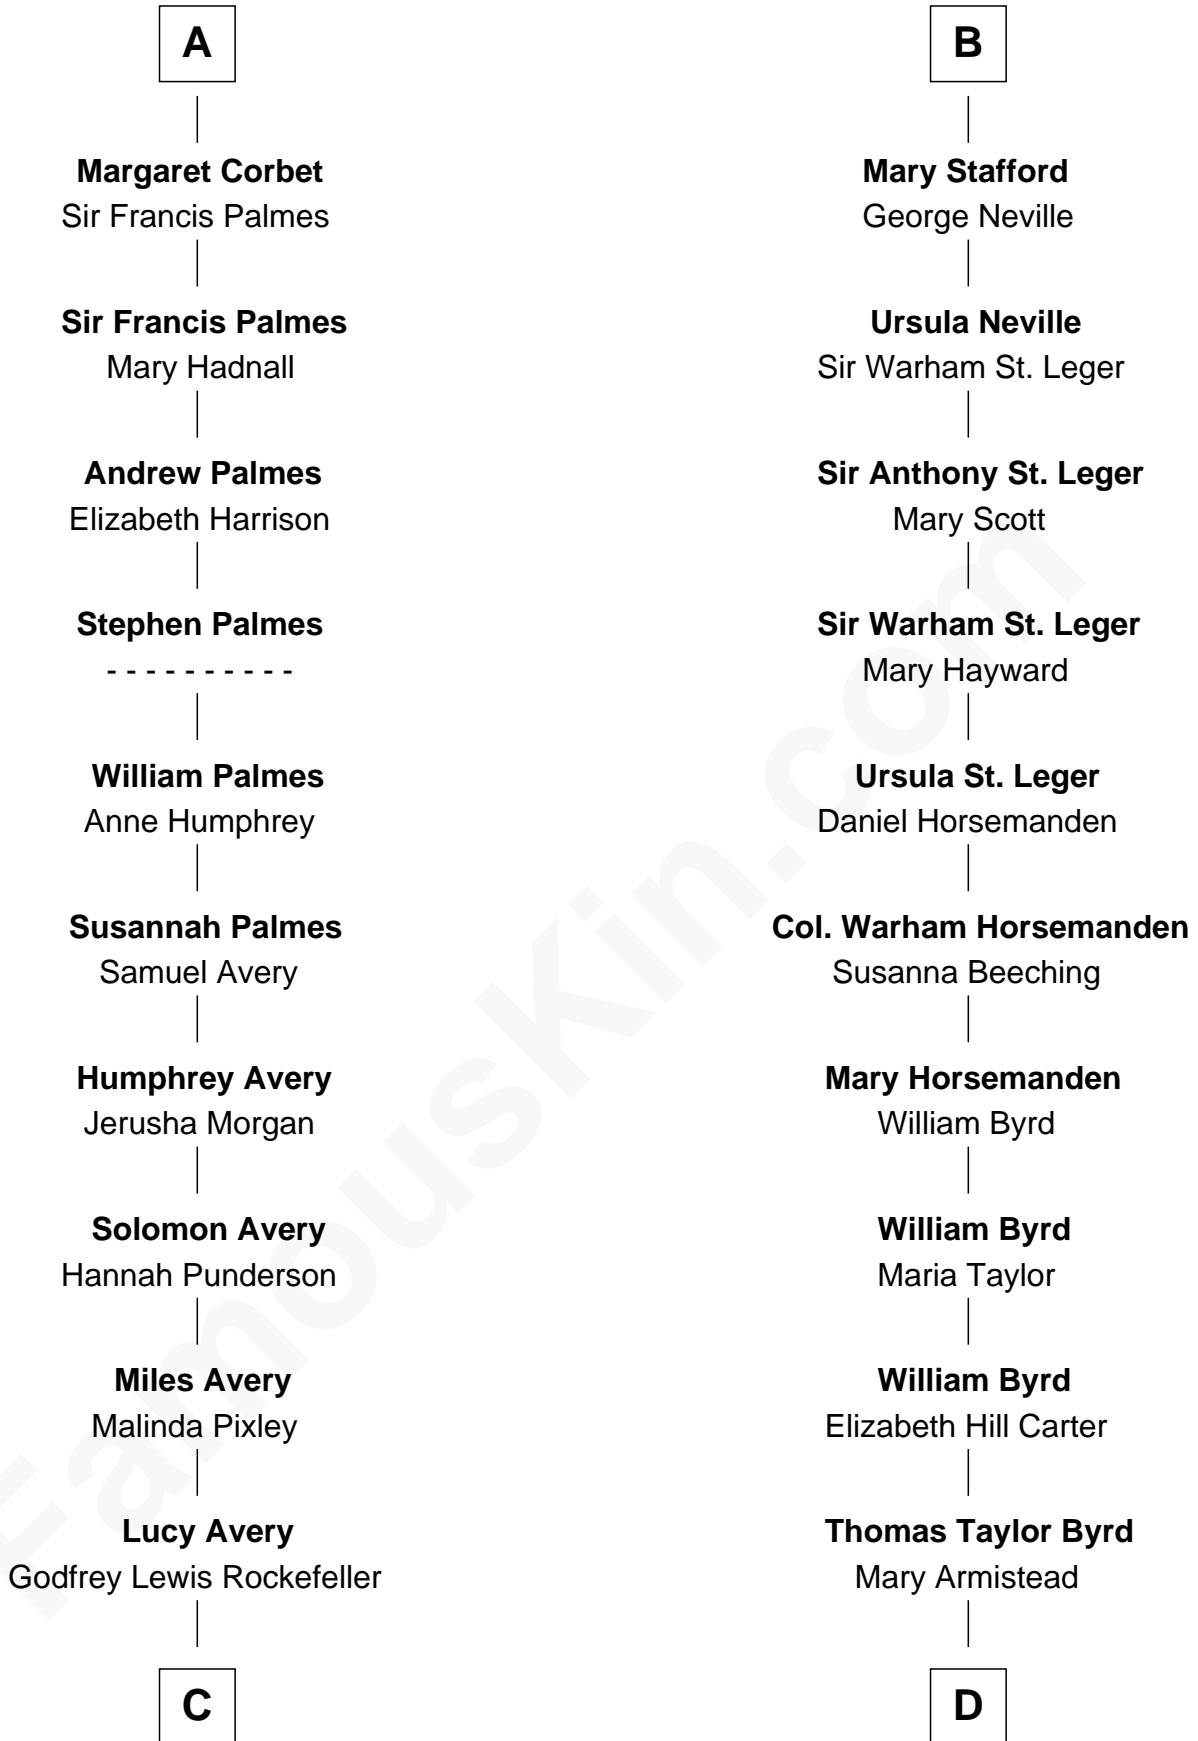 A
Margaret Corbet
Sir Francis Palmes
Sir Francis Palmes
Mary Hadnall
Andrew Palmes
Elizabeth Harrison
Stephen Palmes
- - - - - - - - - -
William Palmes
Anne Humphrey
Susannah Palmes
Samuel Avery
Humphrey Avery
Jerusha Morgan
Solomon Avery
Hannah Punderson
Miles Avery
Malinda Pixley
Lucy Avery
Godfrey Lewis Rockefeller
C
B
Mary Stafford
George Neville
Ursula Neville
Sir Warham St. Leger
Sir Anthony St. Leger
Mary Scott
Sir Warham St. Leger
Mary Hayward
Ursula St. Leger
Daniel Horsemanden
Col. Warham Horsemanden
Susanna Beeching
Mary Horsemanden
William Byrd
William Byrd
Maria Taylor
William Byrd
Elizabeth Hill Carter
Thomas Taylor Byrd
Mary Armistead
D
FamousKin.com